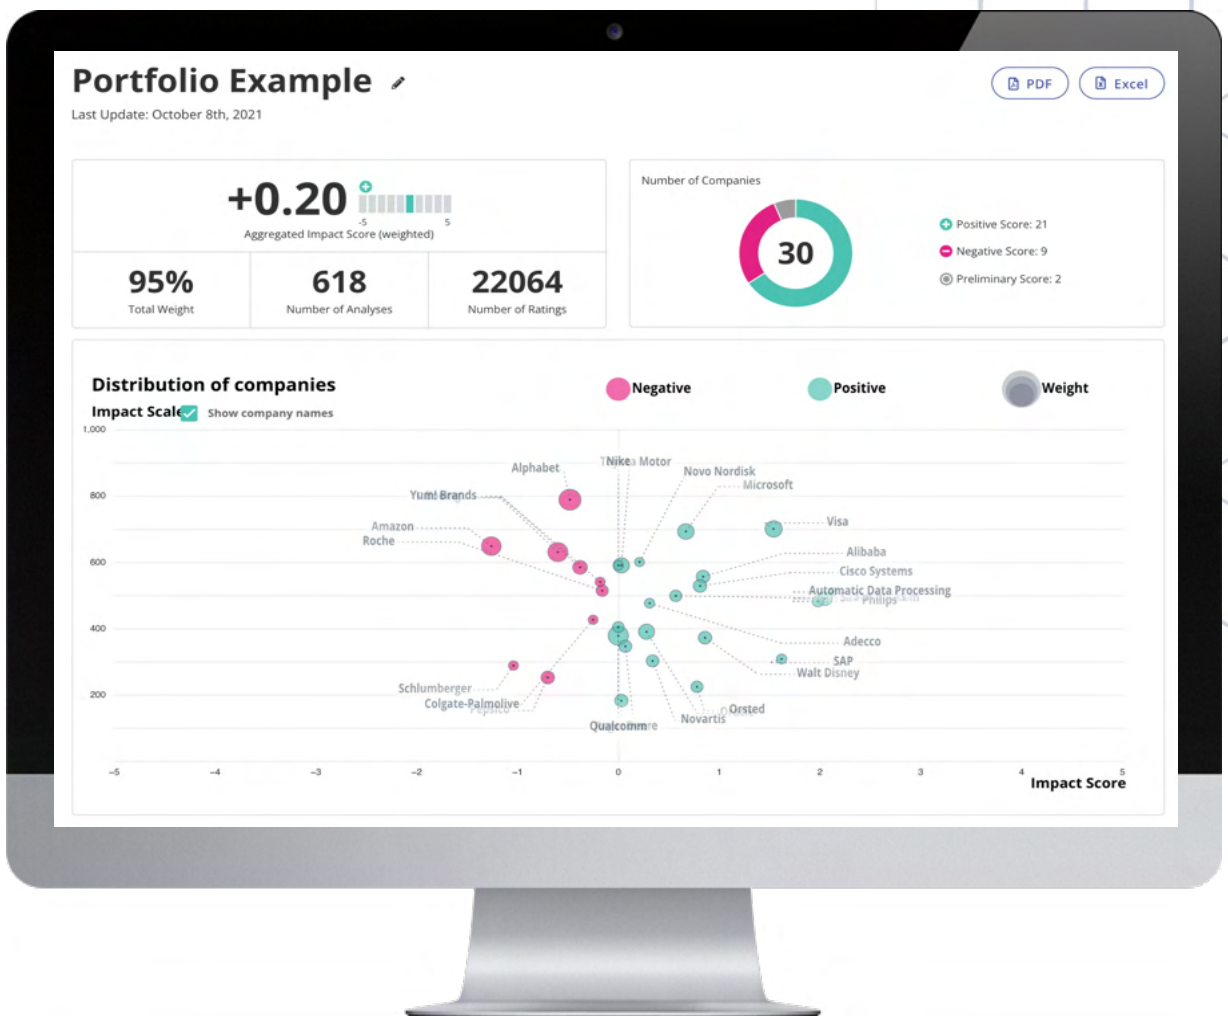 Portfolio Example
Last Update: October 8th, 2021
PDF
Excel
+0.20
-5
5
Aggregated Impact Score (weighted)
95%
Total Weight
618
Number of Analyses
22064
Number of Ratings
Number of Companies
30
Positive Score: 21
Negative Score: 9
Preliminary Score: 2
Distribution of companies
Negative
Positive
Weight
Impact Scale
Show company names
1,000
800
600
400
200
Alphabet
Nike
Motor
Novo Nordisk
Microsoft
Yum! Brands
Amazon
Roche
Visa
Alibaba
Cisco Systems
Automatic Data Processing
Philips
Adecco
SAP
Walt Disney
Schlumberger
Colgate-Palmolive
Pepsico
Orsted
Novartis
Qualcomm
−5
−4
−3
−2
−1
0
1
2
3
4
5
Impact Score